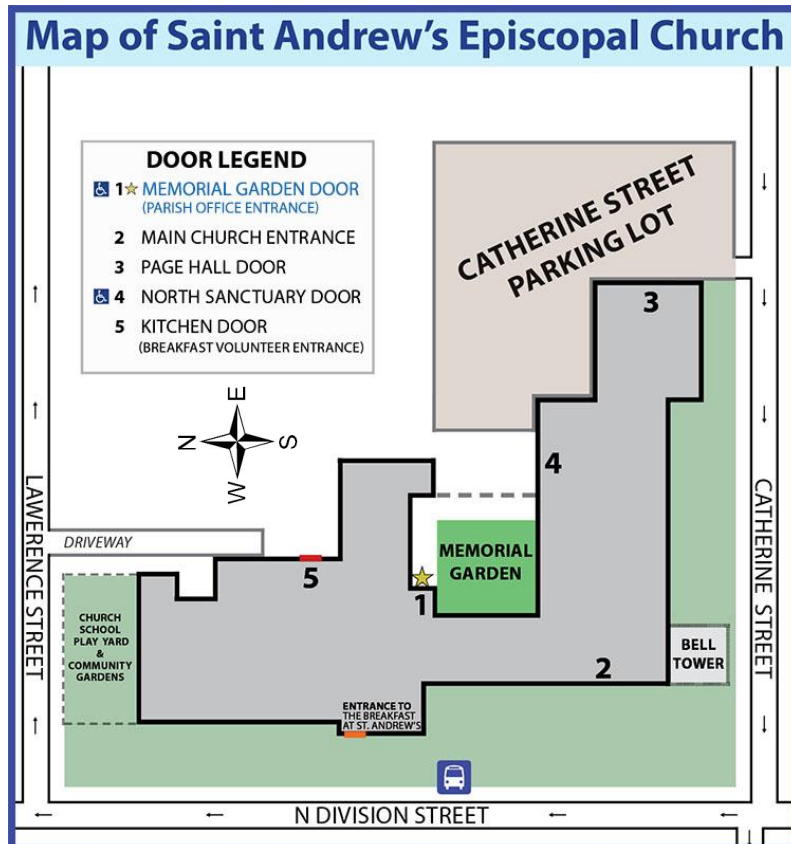 Map of Saint Andrew's Episcopal Church
DOOR LEGEND
1 MEMORIAL GARDEN DOOR
(PARISH OFFICE ENTRANCE)
2 MAIN CHURCH ENTRANCE
3 PAGE HALL DOOR
4 NORTH SANCTUARY DOOR
5 KITCHEN DOOR
(BREAKFAST VOLUNTEER ENTRANCE)
CATHERINE STREET
PARKING LOT
3
E
N
S
W
4
LAWERENCE STREET
CATHERINE STREET
DRIVEWAY
5
MEMORIAL
GARDEN
1
CHURCH
SCHOOL
PLAY YARD
&
COMMUNITY
GARDENS
2
BELL
TOWER
ENTRANCE TO
THE BREAKFAST
AT ST. ANDREW'S
N DIVISION STREET